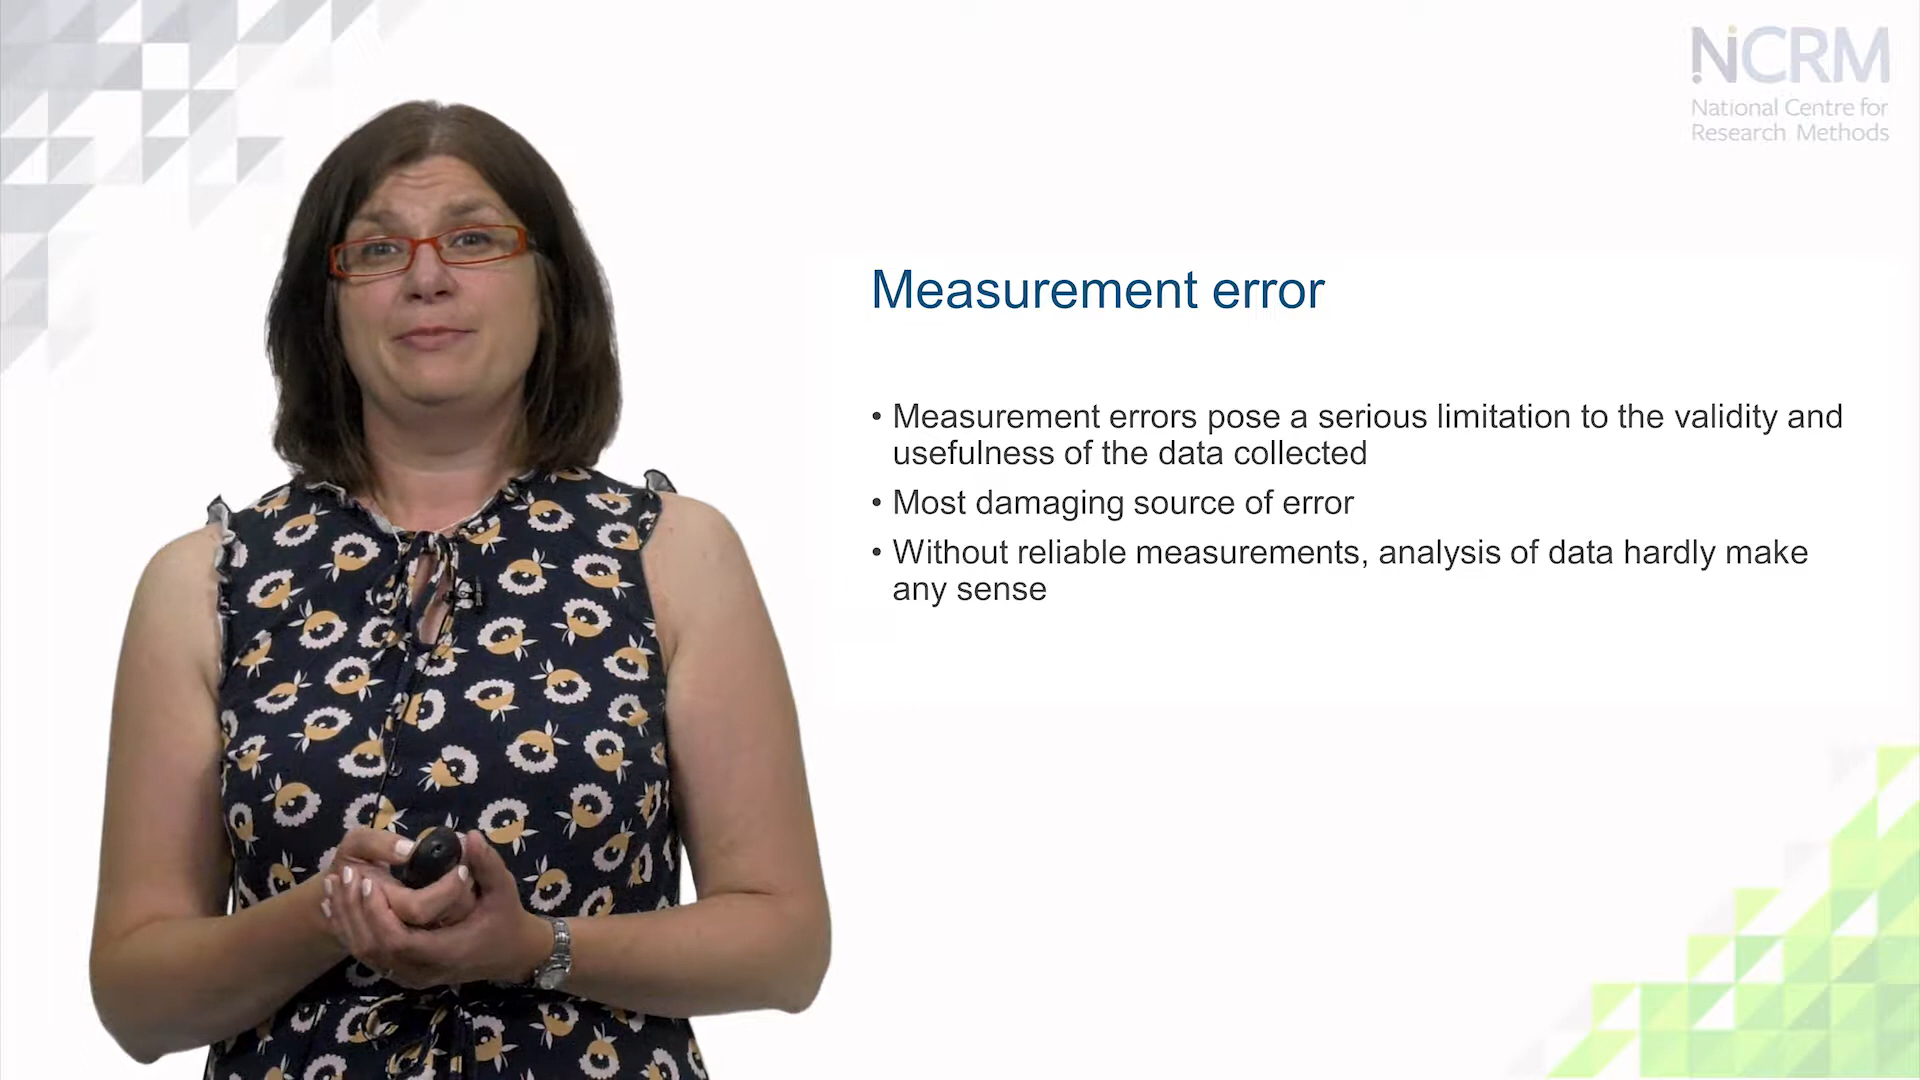 NCRM
National Centre for
Research Methods
Measurement error
• Measurement errors pose a serious limitation to the validity and
usefulness of the data collected
• Most damaging source of error
• Without reliable measurements, analysis of data hardly make
any sense